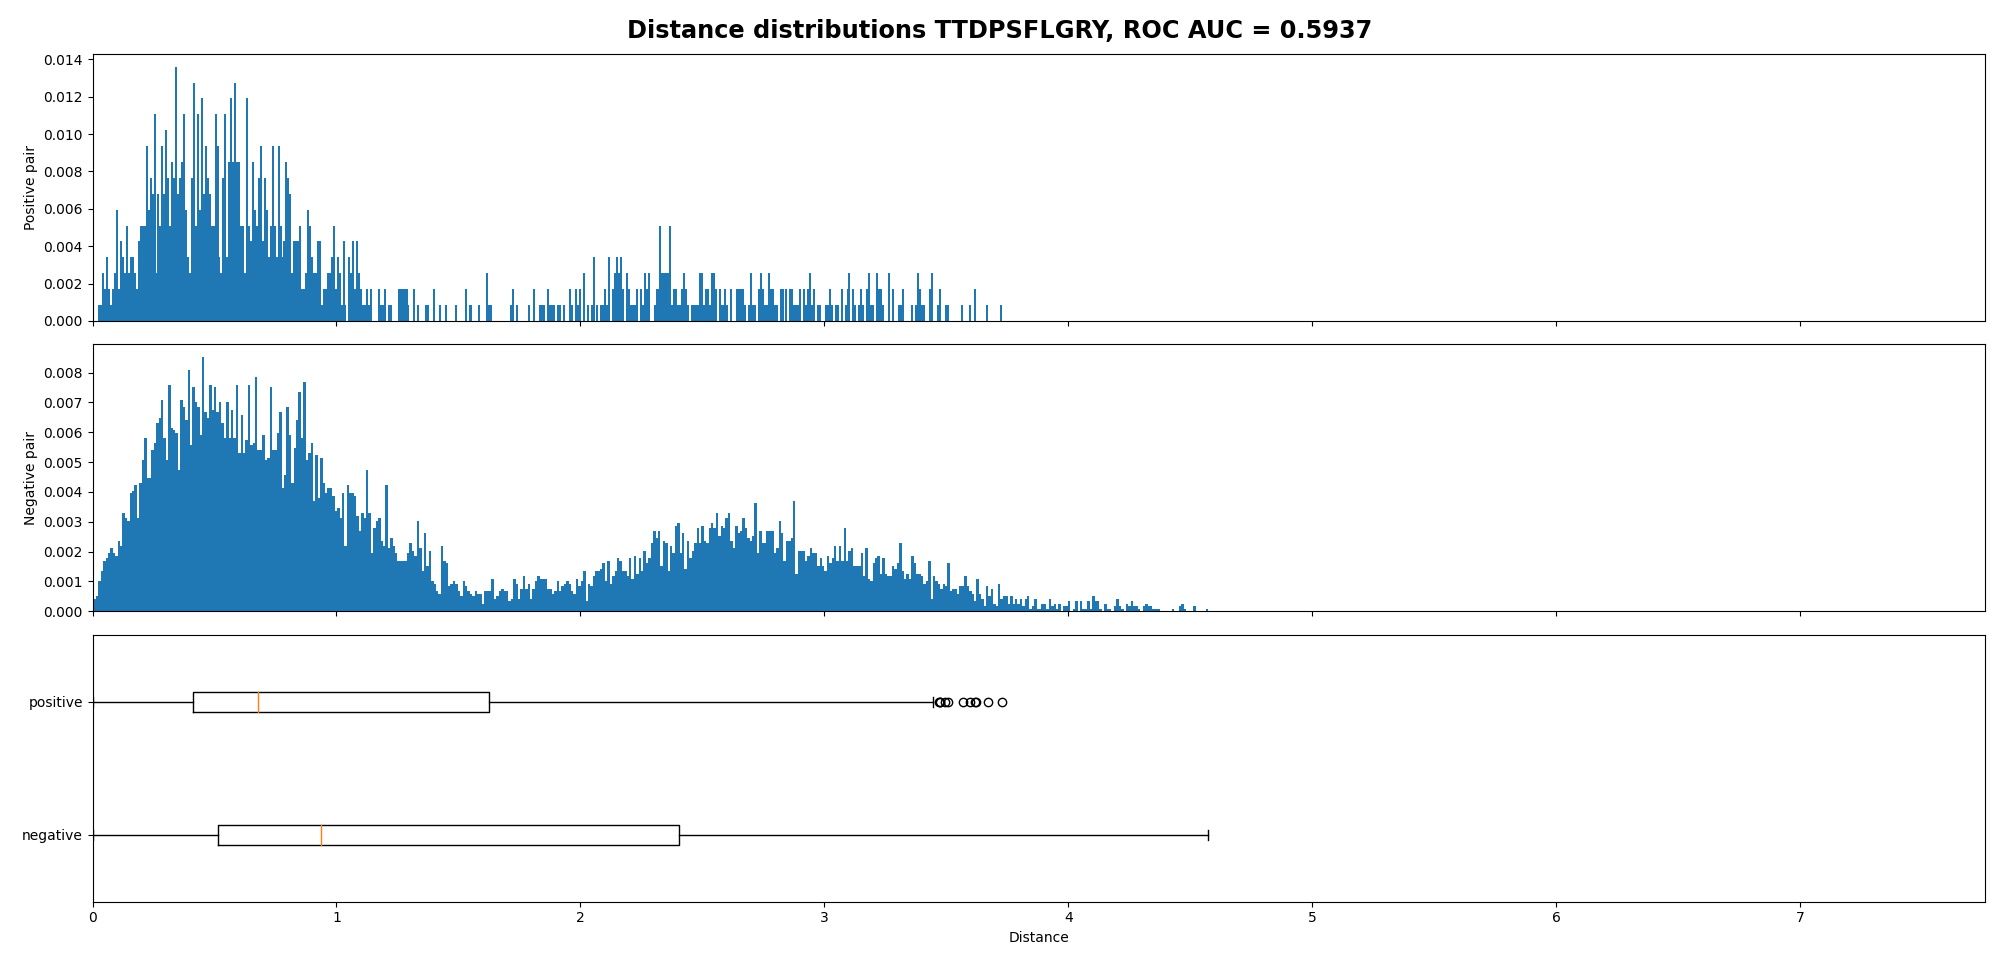 Distance distributions TTDPSFLGRY, ROC AUC = 0.5937
0.014
0.012
0.010
0.008
0.006
0.004
0.002
0.000
Positive pair
0.008
0.007
0.006
0.005
0.004
0.003
0.002
0.001
0.000
Negative pair
positive
negative
0 1 2 3 4 5 6 7
Distance